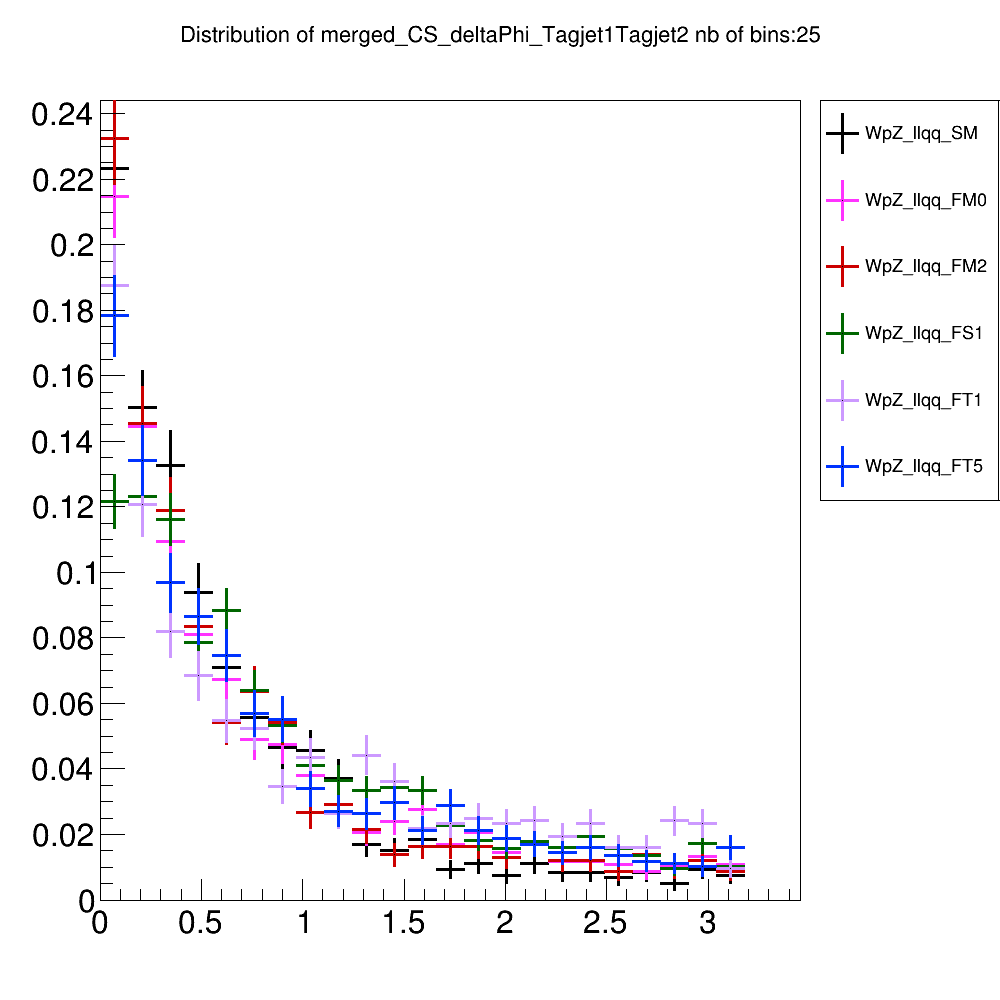 Distribution of merged_CS_deltaPhi_Tagjet1Tagjet2 nb of bins:25
0.24
0.22
0.2
0.18
0.16
0.14
0.12
0.1
0.08
0.06
0.04
0.02
0
0 0.5 1 1.5 2 2.5 3
WpZ_llqq_SM
WpZ_llqq_FM0
WpZ_llqq_FM2
WpZ_llqq_FS1
WpZ_llqq_FT1
WpZ_llqq_FT5